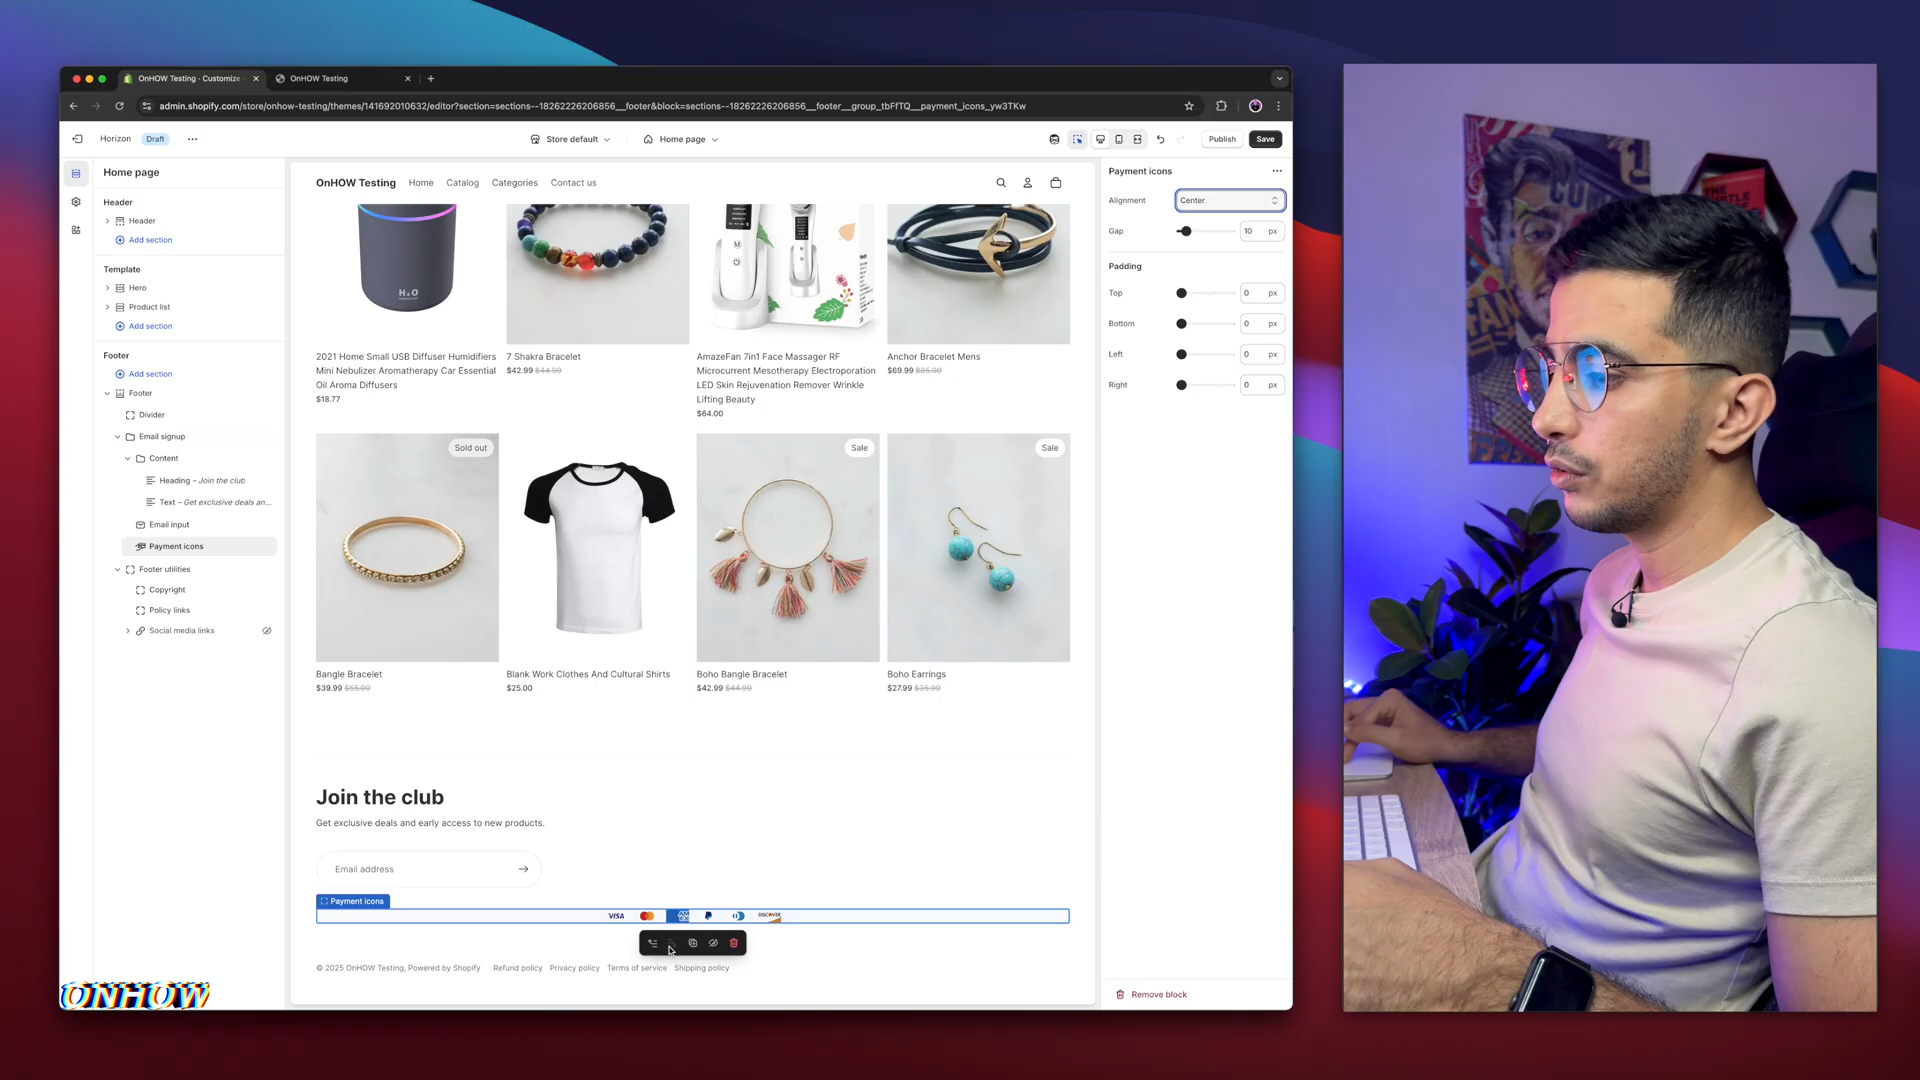 OnHOW Testing - Customize
OnHOW Testing
admin.shopify.com/store/onhow-testing/themes/141692010632/editor?section=sections--18262226206856__footer&block=sections--18262226206856__footer__group_tbFfTQ__payment_icons_yw3TKw
Horizon
Draft
Store default
Home page
Publish
Save
Home page
Header
Header
Add section
Template
Hero
Product list
Add section
Footer
Add section
Footer
Divider
Email signup
Content
Heading – Join the club
Text – Get exclusive deals an...
Email input
Payment icons
Footer utilities
Copyright
Policy links
Social media links
OnHOW Testing
Home
Catalog
Categories
Contact us
H₂O
2021 Home Small USB Diffuser Humidifiers
Mini Nebulizer Aromatherapy Car Essential
Oil Aroma Diffusers
$18.77
7 Shakra Bracelet
$42.99 $44.99
AmazeFan 7in1 Face Massager RF
Microcurrent Mesotherapy Electroporation
LED Skin Rejuvenation Remover Wrinkle
Lifting Beauty
$64.00
Anchor Bracelet Mens
$69.99 $85.00
Sold out
Bangle Bracelet
$39.99 $55.00
Blank Work Clothes And Cultural Shirts
$25.00
Sale
Boho Bangle Bracelet
$42.99 $44.99
Sale
Boho Earrings
$27.99 $35.99
Join the club
Get exclusive deals and early access to new products.
Email address
Payment icons
VISA
AM
EX
DISCOVER
© 2025 OnHOW Testing, Powered by Shopify
Refund policy
Privacy policy
Terms of service
Shipping policy
Payment icons
Alignment
Center
Gap
10 px
Padding
Top
0 px
Bottom
0 px
Left
0 px
Right
0 px
Remove block
ONHOW
THE